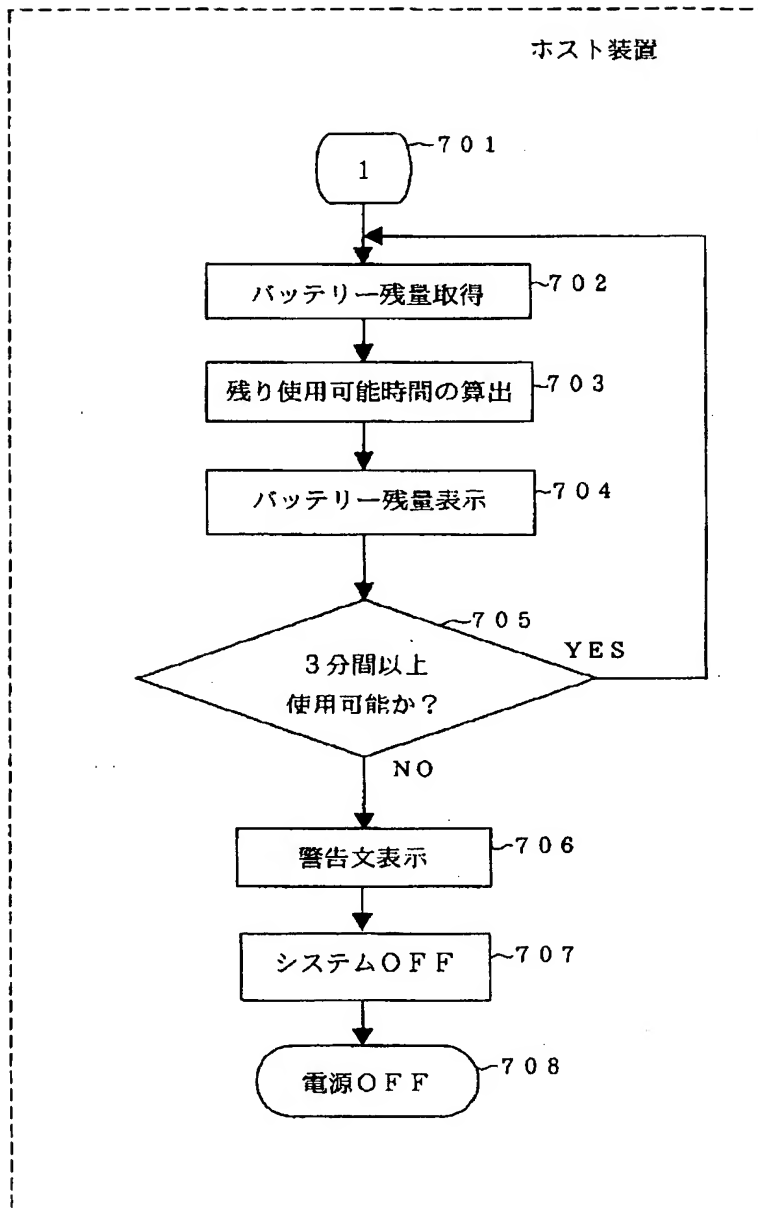 ホスト装置
1
701
バッテリー残量取得
702
残り使用可能時間の算出
703
バッテリー残量表示
704
705
3分間以上
使用可能か?
YES
NO
警告文表示
706
システムOFF
707
電源OFF
708